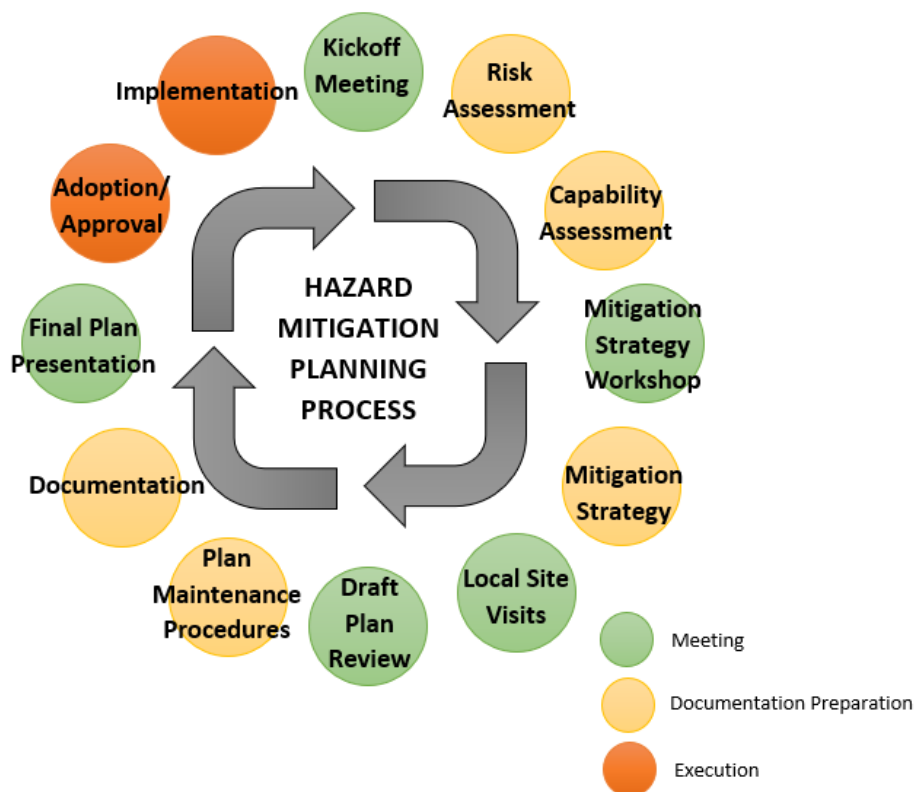 Kickoff
Meeting
Risk
Assessment
Capability
Assessment
Mitigation
Strategy
Workshop
Mitigation
Strategy
Local Site
Visits
Draft
Plan
Review
Plan
Maintenance
Procedures
Documentation
Final Plan
Presentation
Adoption/
Approval
Implementation
HAZARD
MITIGATION
PLANNING
PROCESS
Meeting
Documentation Preparation
Execution